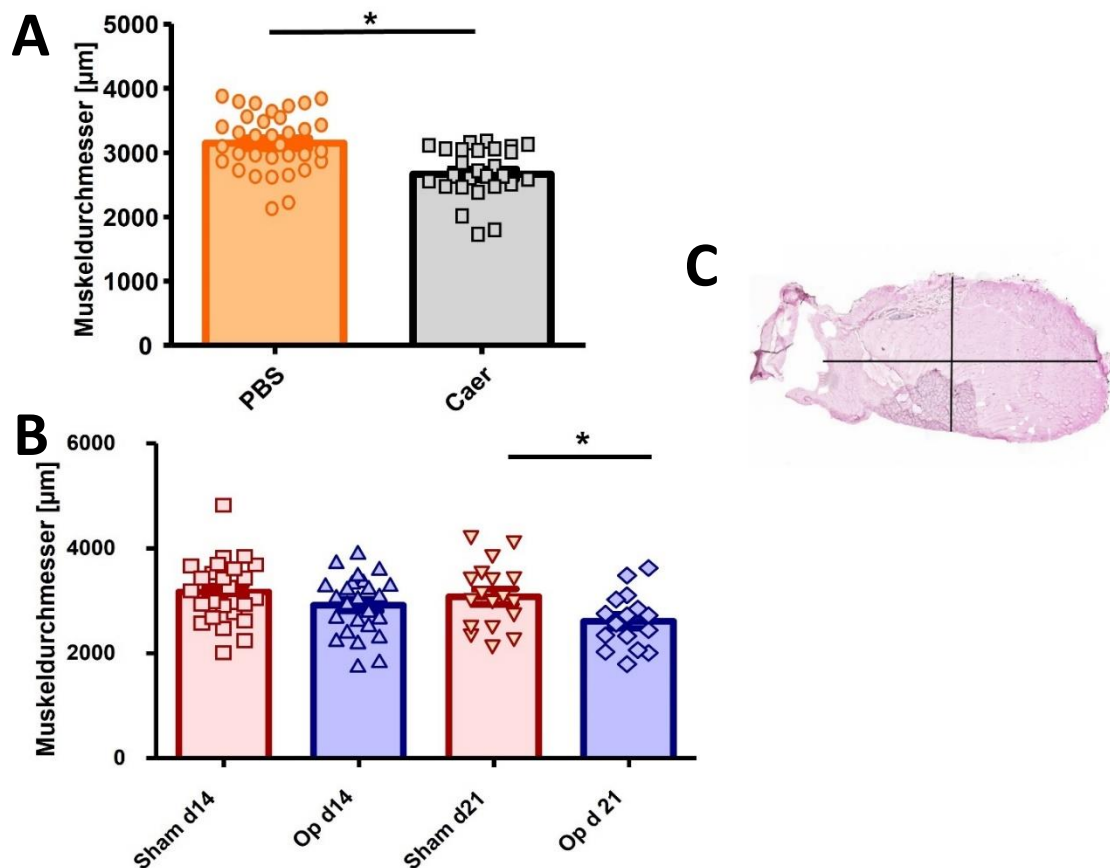 A
Muskeldurchmesser [µm]
5000
4000
3000
2000
1000
0
*
PBS
Caer
B
Muskeldurchmesser [µm]
6000
4000
2000
0
*
Sham d14
Op d14
Sham d21
Op d 21
C